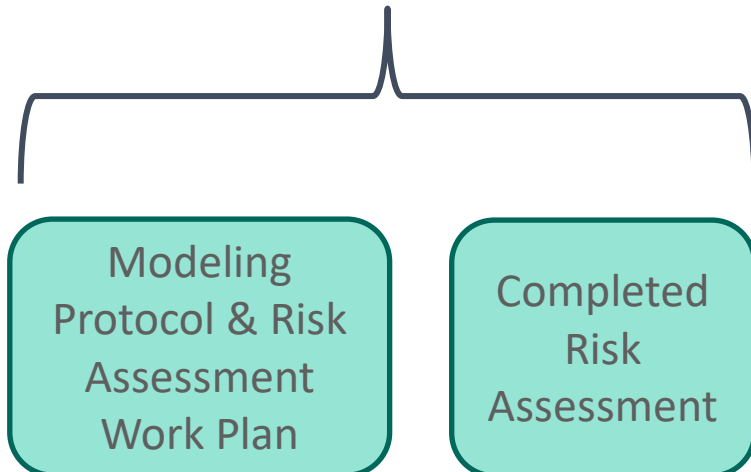 Modeling
Protocol & Risk
Assessment
Work Plan
Completed
Risk
Assessment